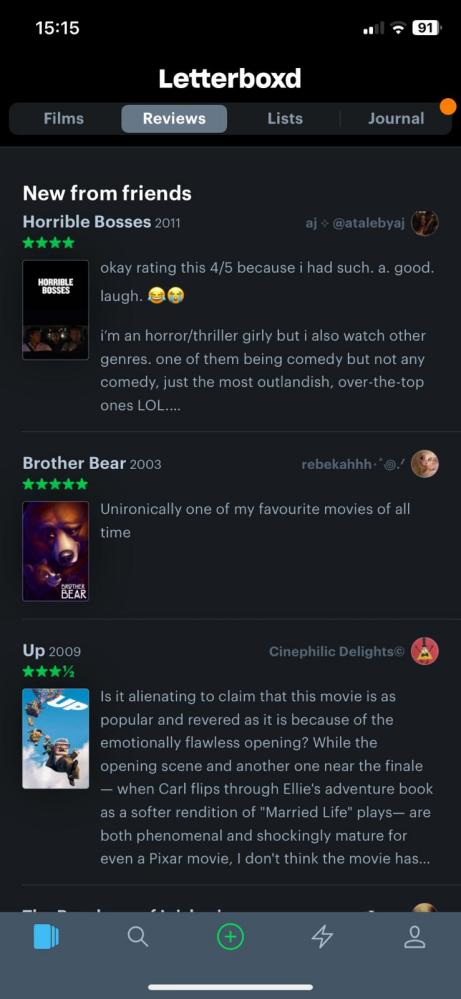 15:15
91
Letterboxd
Films
Reviews
Lists
Journal
New from friends
Horrible Bosses 2011
aj ✧ @atalebyaj
★★★★
HORRIBLE
BOSSES
okay rating this 4/5 because i had such. a. good.
laugh. 😂😭
i'm an horror/thriller girly but i also watch other
genres. one of them being comedy but not any
comedy, just the most outlandish, over-the-top
ones LOL....
Brother Bear 2003
rebekahhh
★★★★★
BROTHER
BEAR
Unironically one of my favourite movies of all
time
Up 2009
Cinephilic Delights©
★★★½
UP
Is it alienating to claim that this movie is as
popular and revered as it is because of the
emotionally flawless opening? While the
opening scene and another one near the finale
— when Carl flips through Ellie's adventure book
as a softer rendition of "Married Life" plays— are
both phenomenal and shockingly mature for
even a Pixar movie, I don't think the movie has...